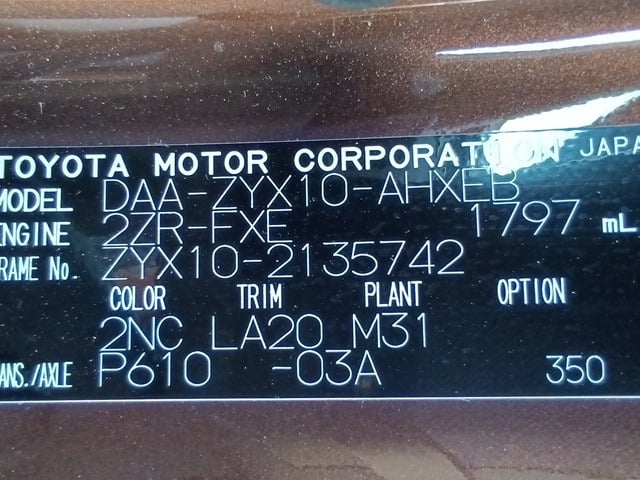 TOYOTA MOTOR CORPORATION JAPA
MODEL DAA-ZYX10-AHXEB
ENGINE 2ZR-FXE 1797 mL
RAME No. ZYX10-2135742
COLOR TRIM PLANT OPTION
2NC LA20 M31
ANS./AXLE P610 -03A 350